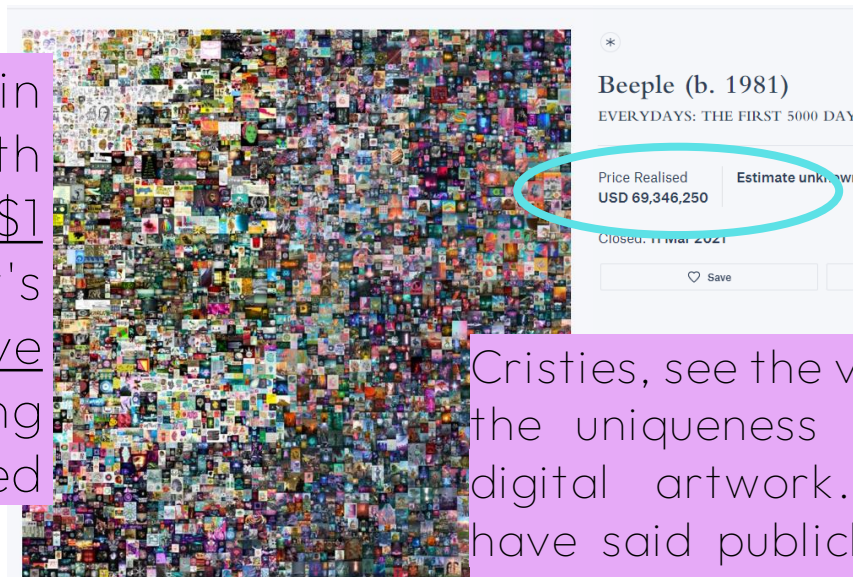 in
th
$1
's
ve
ng
ed
Beeple (b. 1981)
EVERYDAYS: THE FIRST 5000 DAY
Price Realised
USD 69,346,250
Estimate unknown
Closed: 11 Mar 2021
Save
Cristies, see the v
the uniqueness
digital artwork.
have said publicl